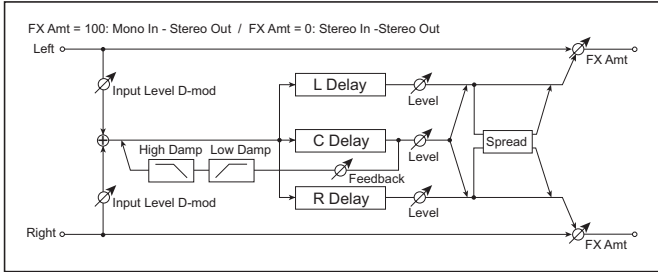 FX Amt = 100: Mono In - Stereo Out / FX Amt = 0: Stereo In -Stereo Out
Left
FX Amt
Input Level D-mod
L Delay
Level
High Damp
Low Damp
C Delay
Level
Spread
Feedback
Input Level D-mod
R Delay
Level
Right
FX Amt